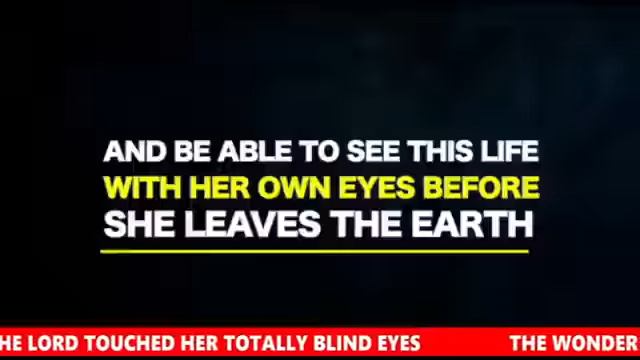 AND BE ABLE TO SEE THIS LIFE
WITH HER OWN EYES BEFORE
SHE LEAVES THE EARTH
HE LORD TOUCHED HER TOTALLY BLIND EYES THE WONDER